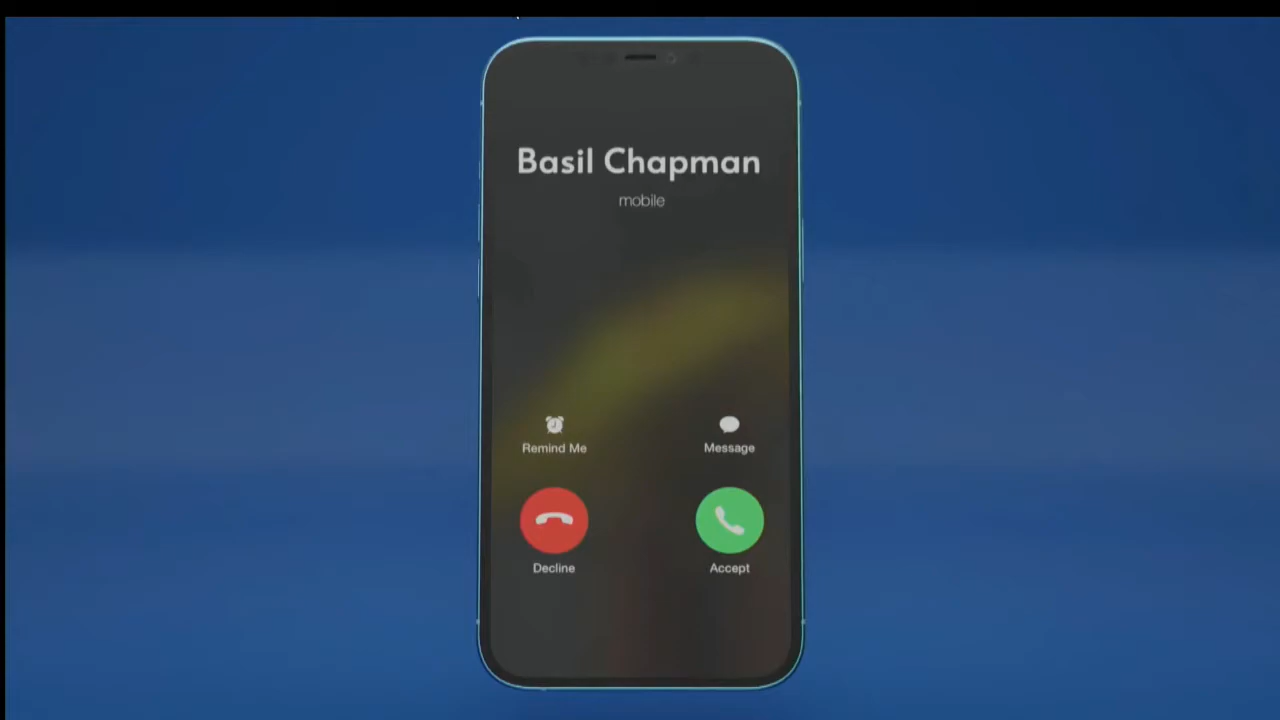 Basil Chapman
mobile
Remind Me
Message
Decline
Accept